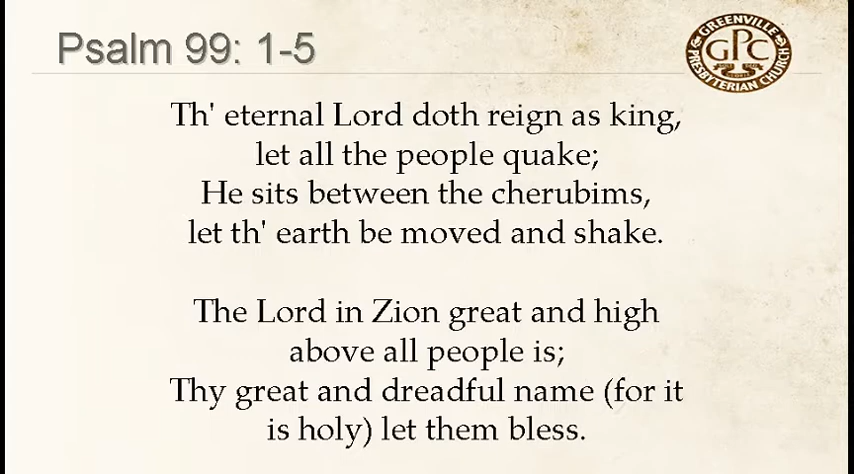 Psalm 99: 1-5
GREENVILLE
GPC
PRESBYTERIAN CHURCH
Th' eternal Lord doth reign as king,
let all the people quake;
He sits between the cherubims,
let th' earth be moved and shake.
The Lord in Zion great and high
above all people is;
Thy great and dreadful name (for it
is holy) let them bless.